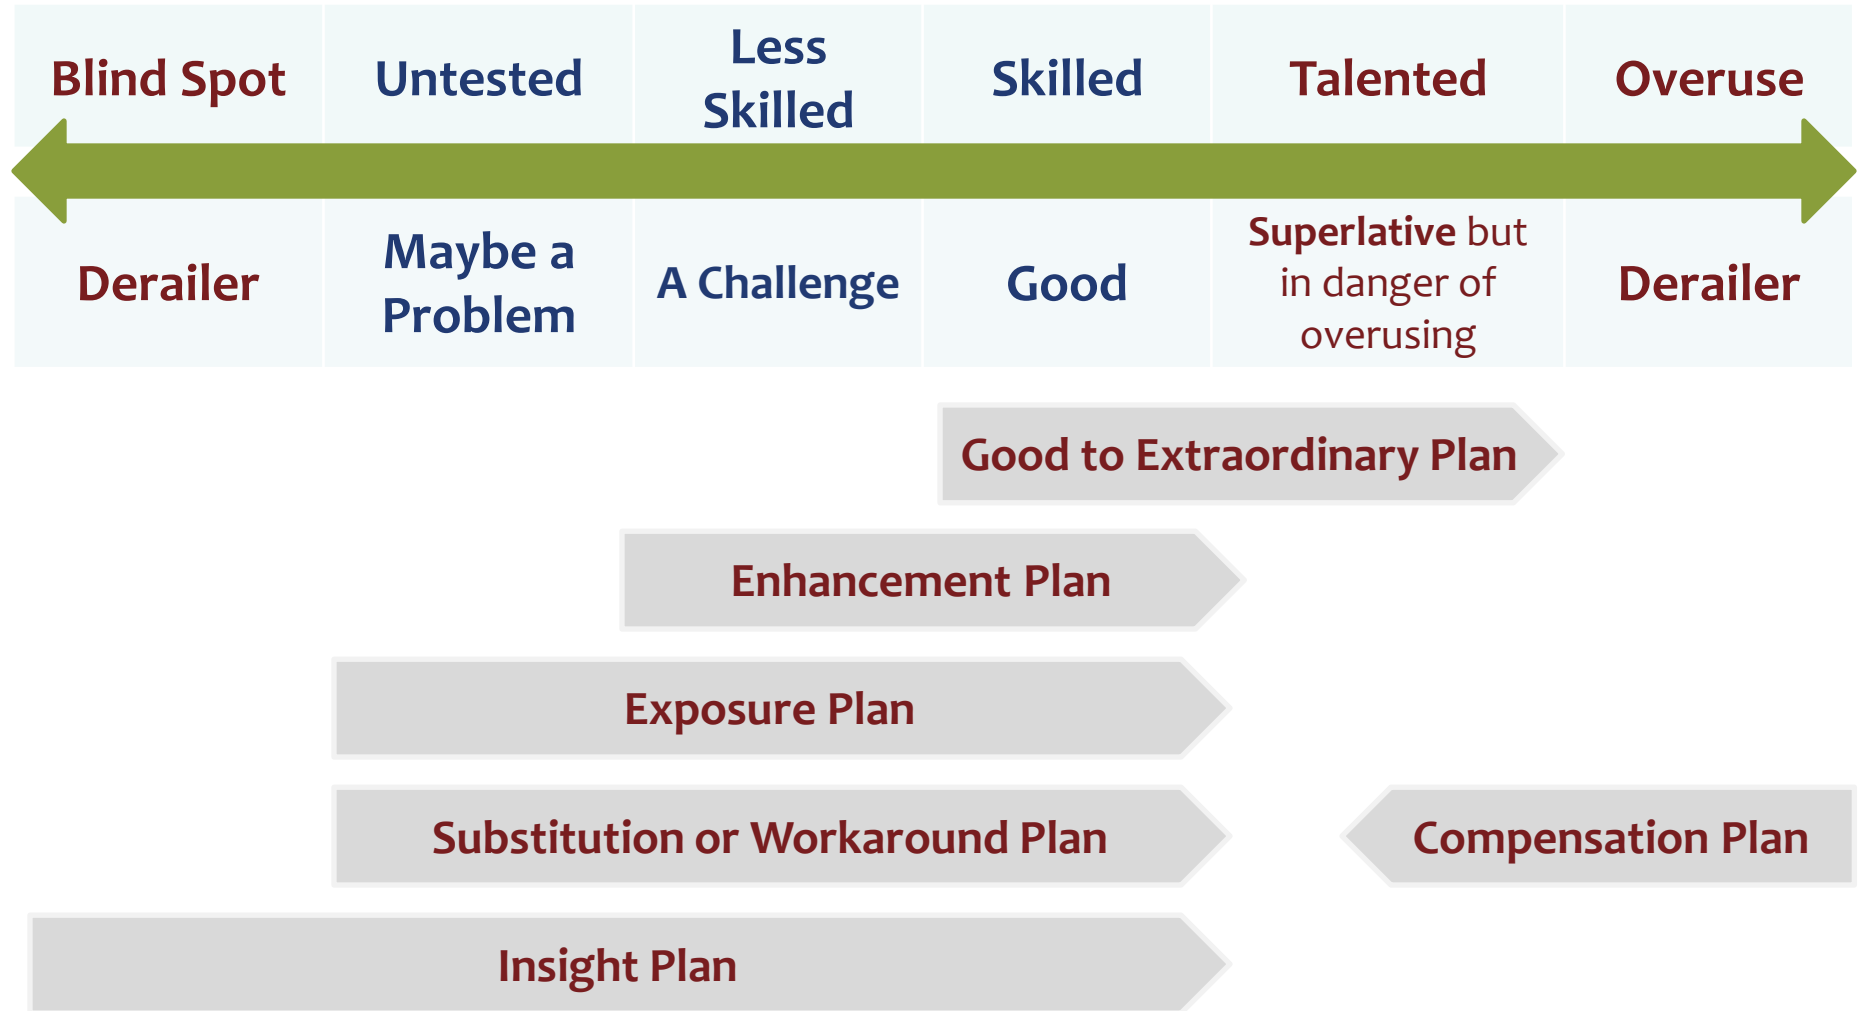 Blind Spot
Untested
Less
Skilled
Skilled
Talented
Overuse
Derailer
Maybe a
Problem
A Challenge
Good
Superlative but
in danger of
overusing
Derailer
Good to Extraordinary Plan
Enhancement Plan
Exposure Plan
Substitution or Workaround Plan
Compensation Plan
Insight Plan